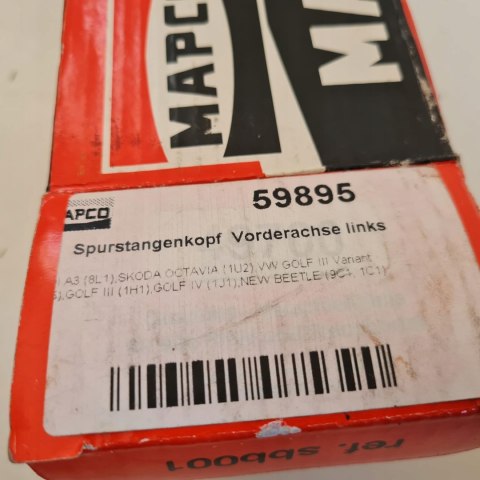 MAPCO
MA
59895
APCO
Spurstangenkopf Vorderachse links
A3 (8L1),SKODA OCTAVIA (1U2),VW GOLF III Variant
),GOLF III (1H1),GOLF IV (1J1),NEW BEETLE (9C1, 1C1)
ref. sbb001